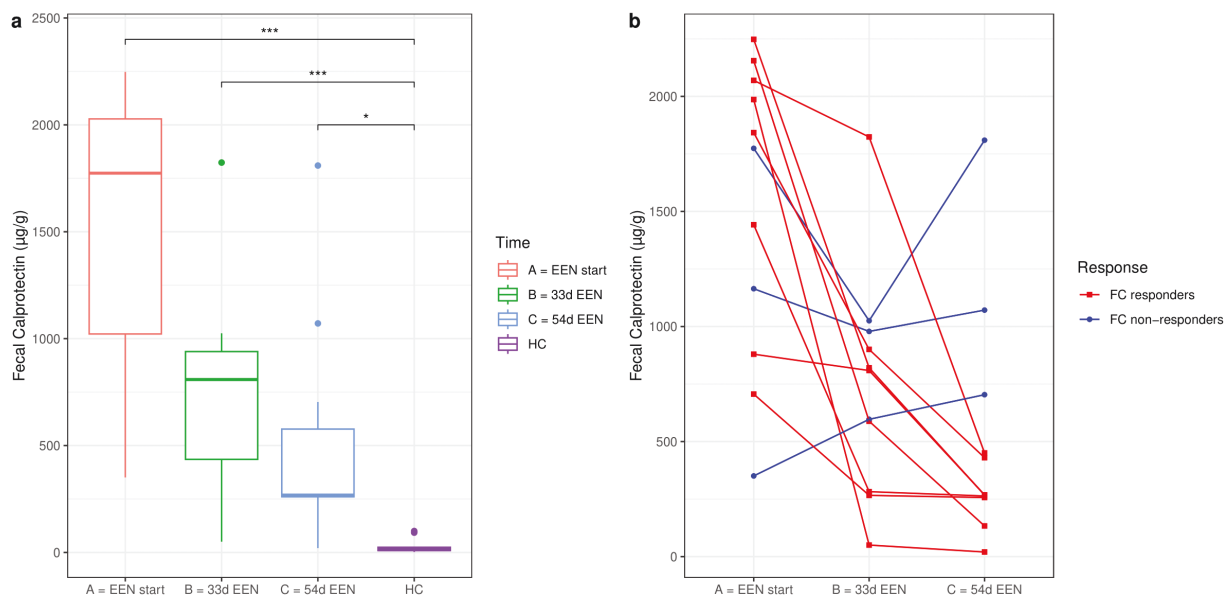 a
Fecal Calprotectin (µg/g)
2500
2000
1500
1000
500
0
***
***
*
A = EEN start
B = 33d EEN
C = 54d EEN
HC
Time
A = EEN start
B = 33d EEN
C = 54d EEN
HC
b
Fecal Calprotectin (µg/g)
2000
1500
1000
500
0
A = EEN start
B = 33d EEN
C = 54d EEN
Response
FC responders
FC non−responders